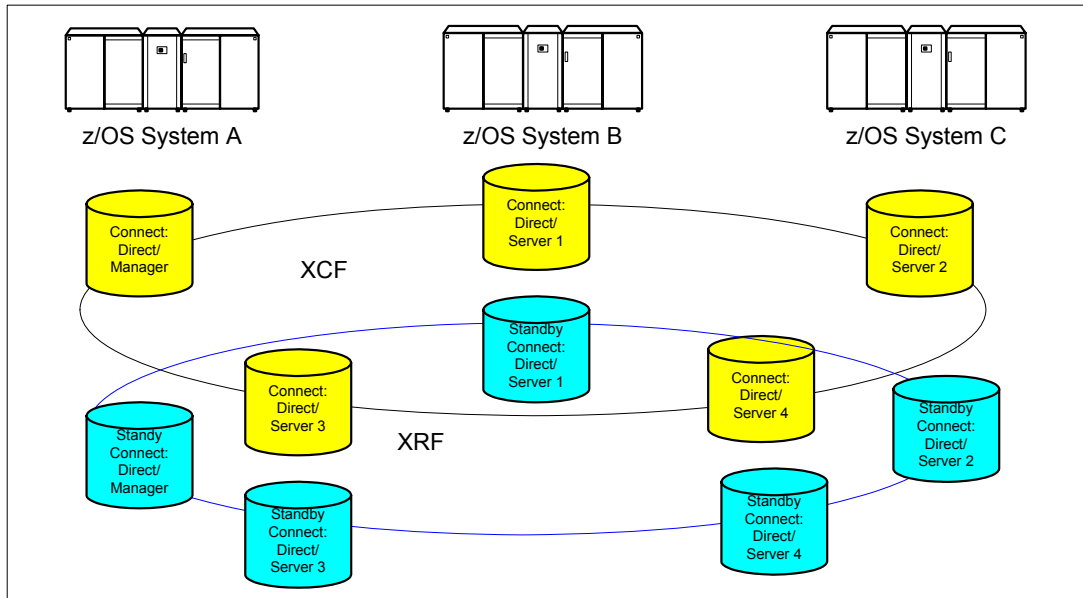 z/OS System A
z/OS System B
z/OS System C
Connect:
Direct/
Manager
Connect:
Direct/
Server 1
Connect:
Direct/
Server 2
XCF
Standby
Connect:
Direct/
Server 1
Connect:
Direct/
Server 3
Connect:
Direct/
Server 4
XRF
Standy
Connect:
Direct/
Manager
Standby
Connect:
Direct/
Server 2
Standby
Connect:
Direct/
Server 3
Standby
Connect:
Direct/
Server 4